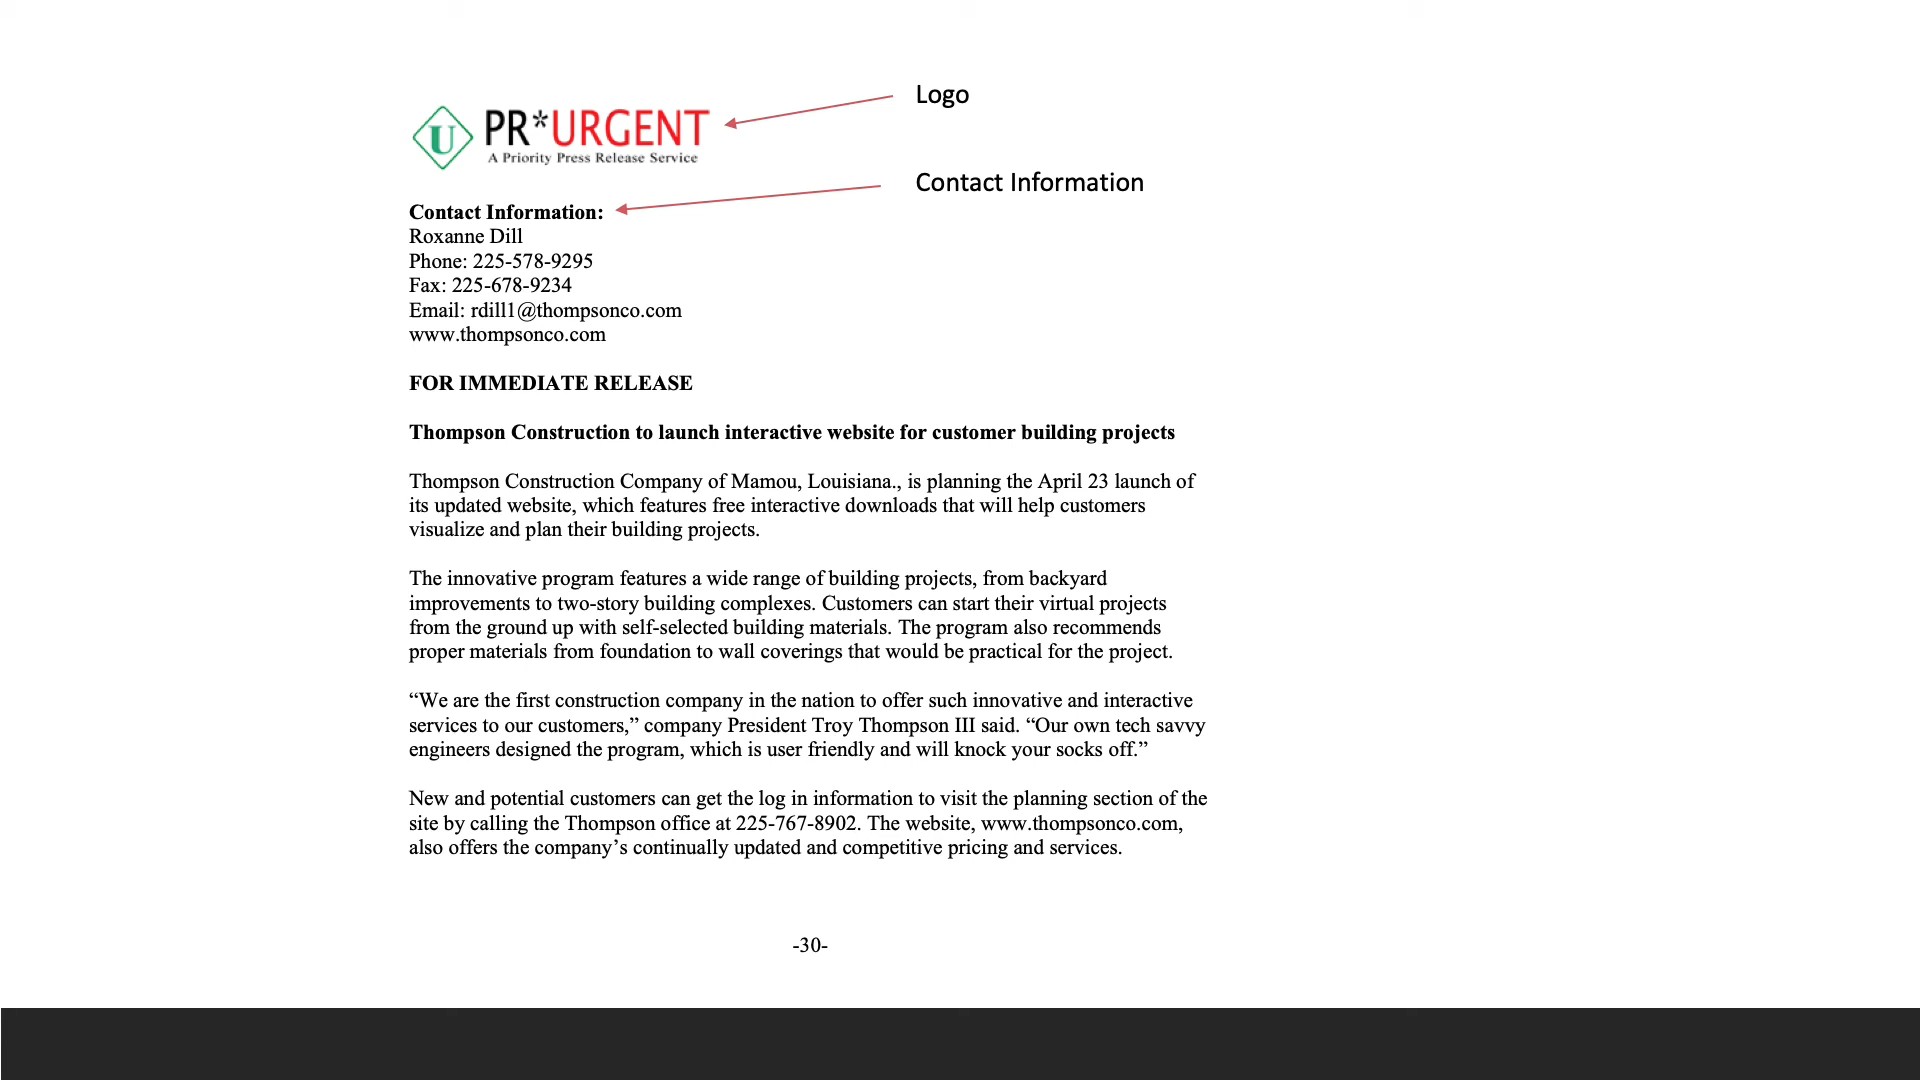 Logo
U PR*URGENT
A Priority Press Release Service
Contact Information
Contact Information:
Roxanne Dill
Phone: 225-578-9295
Fax: 225-678-9234
Email: rdill1@thompsonco.com
www.thompsonco.com
FOR IMMEDIATE RELEASE
Thompson Construction to launch interactive website for customer building projects
Thompson Construction Company of Mamou, Louisiana., is planning the April 23 launch of
its updated website, which features free interactive downloads that will help customers
visualize and plan their building projects.
The innovative program features a wide range of building projects, from backyard
improvements to two-story building complexes. Customers can start their virtual projects
from the ground up with self-selected building materials. The program also recommends
proper materials from foundation to wall coverings that would be practical for the project.
“We are the first construction company in the nation to offer such innovative and interactive
services to our customers,” company President Troy Thompson III said. “Our own tech savvy
engineers designed the program, which is user friendly and will knock your socks off.”
New and potential customers can get the log in information to visit the planning section of the
site by calling the Thompson office at 225-767-8902. The website, www.thompsonco.com,
also offers the company’s continually updated and competitive pricing and services.
-30-